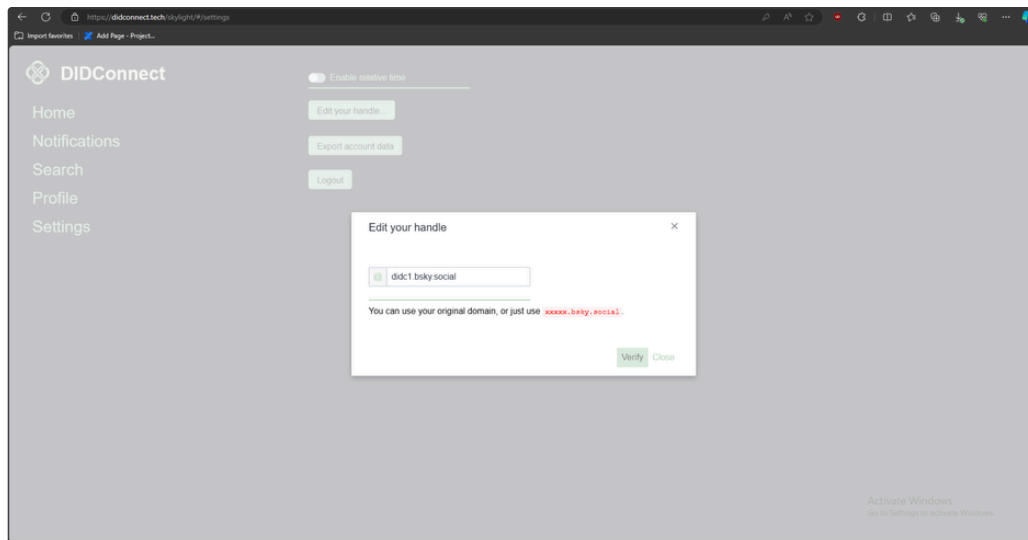 https://didconnect.tech/skylight/#/settings
Import favorites
Add Page - Project...
DIDConnect
Home
Notifications
Search
Profile
Settings
Enable relative time
Edit your handle...
Export account data
Logout
Edit your handle
@ didc1.bsky.social
You can use your original domain, or just use xxxxx.bsky.social.
Verify Close
Activate Windows
Go to Settings to activate Windows.